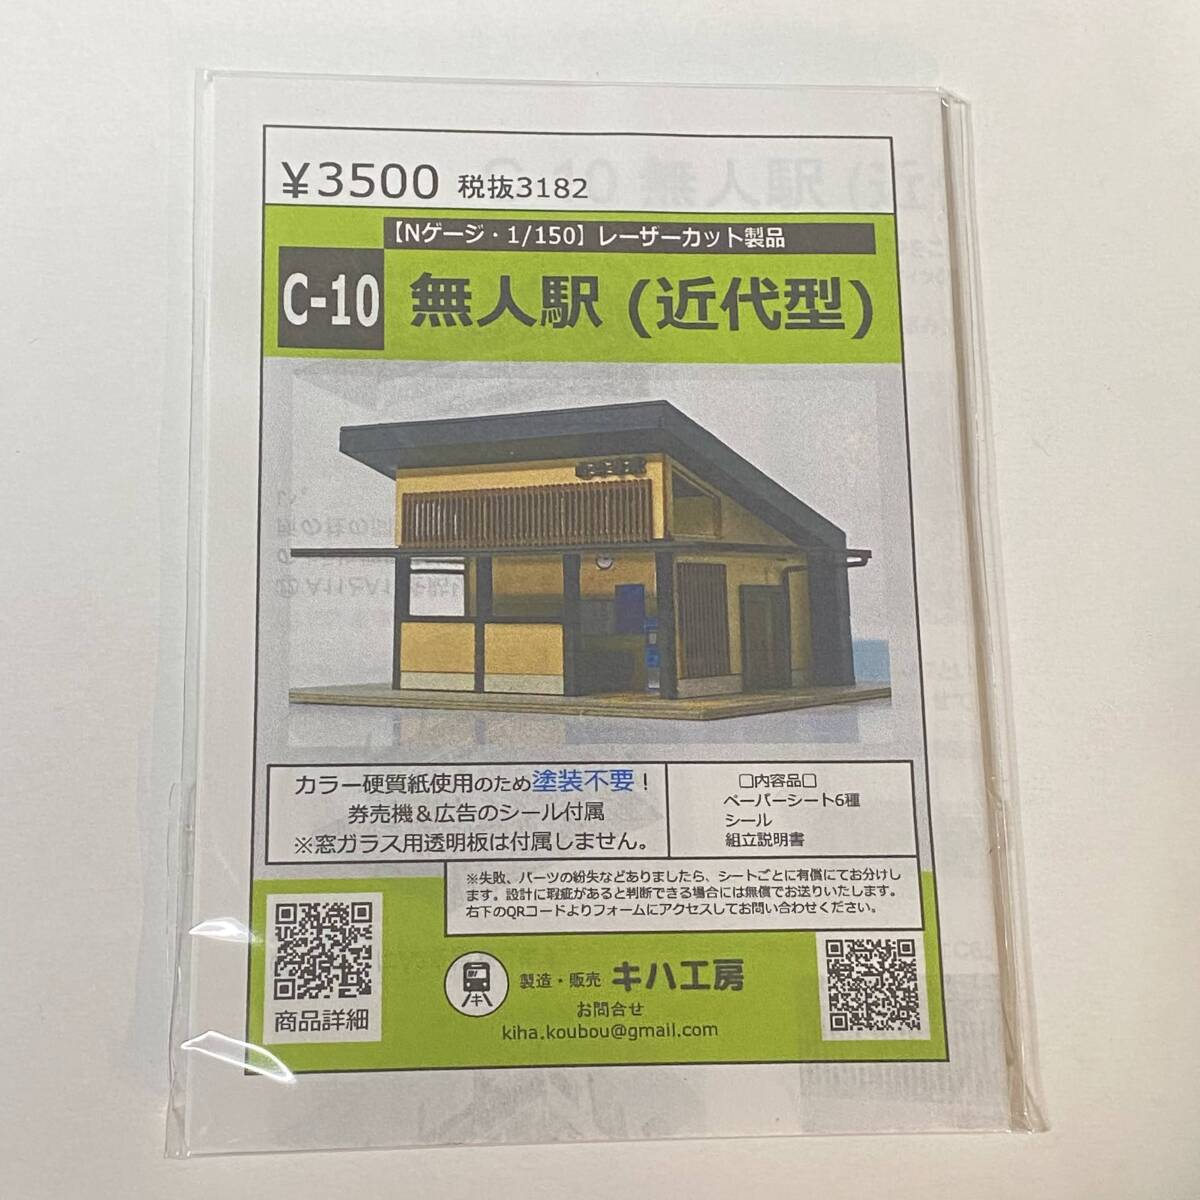 ¥3500 税抜3182
【Nゲージ・1/150】レーザーカット製品
C-10 無人駅 (近代型)
カラー硬質紙使用のため塗装不要！
券売機＆広告のシール付属
※窓ガラス用透明板は付属しません。
□内容品□
ペーパーシート6種
シール
組立説明書
※失敗、パーツの紛失などありましたら、シートごとに有償にてお分けし
ます。設計に瑕疵があると判断できる場合には無償でお送りいたします。
右下のQRコードよりフォームにアクセスしてお問い合わせください。
商品詳細
製造・販売 キハ工房
お問合せ
kiha.koubou@gmail.com